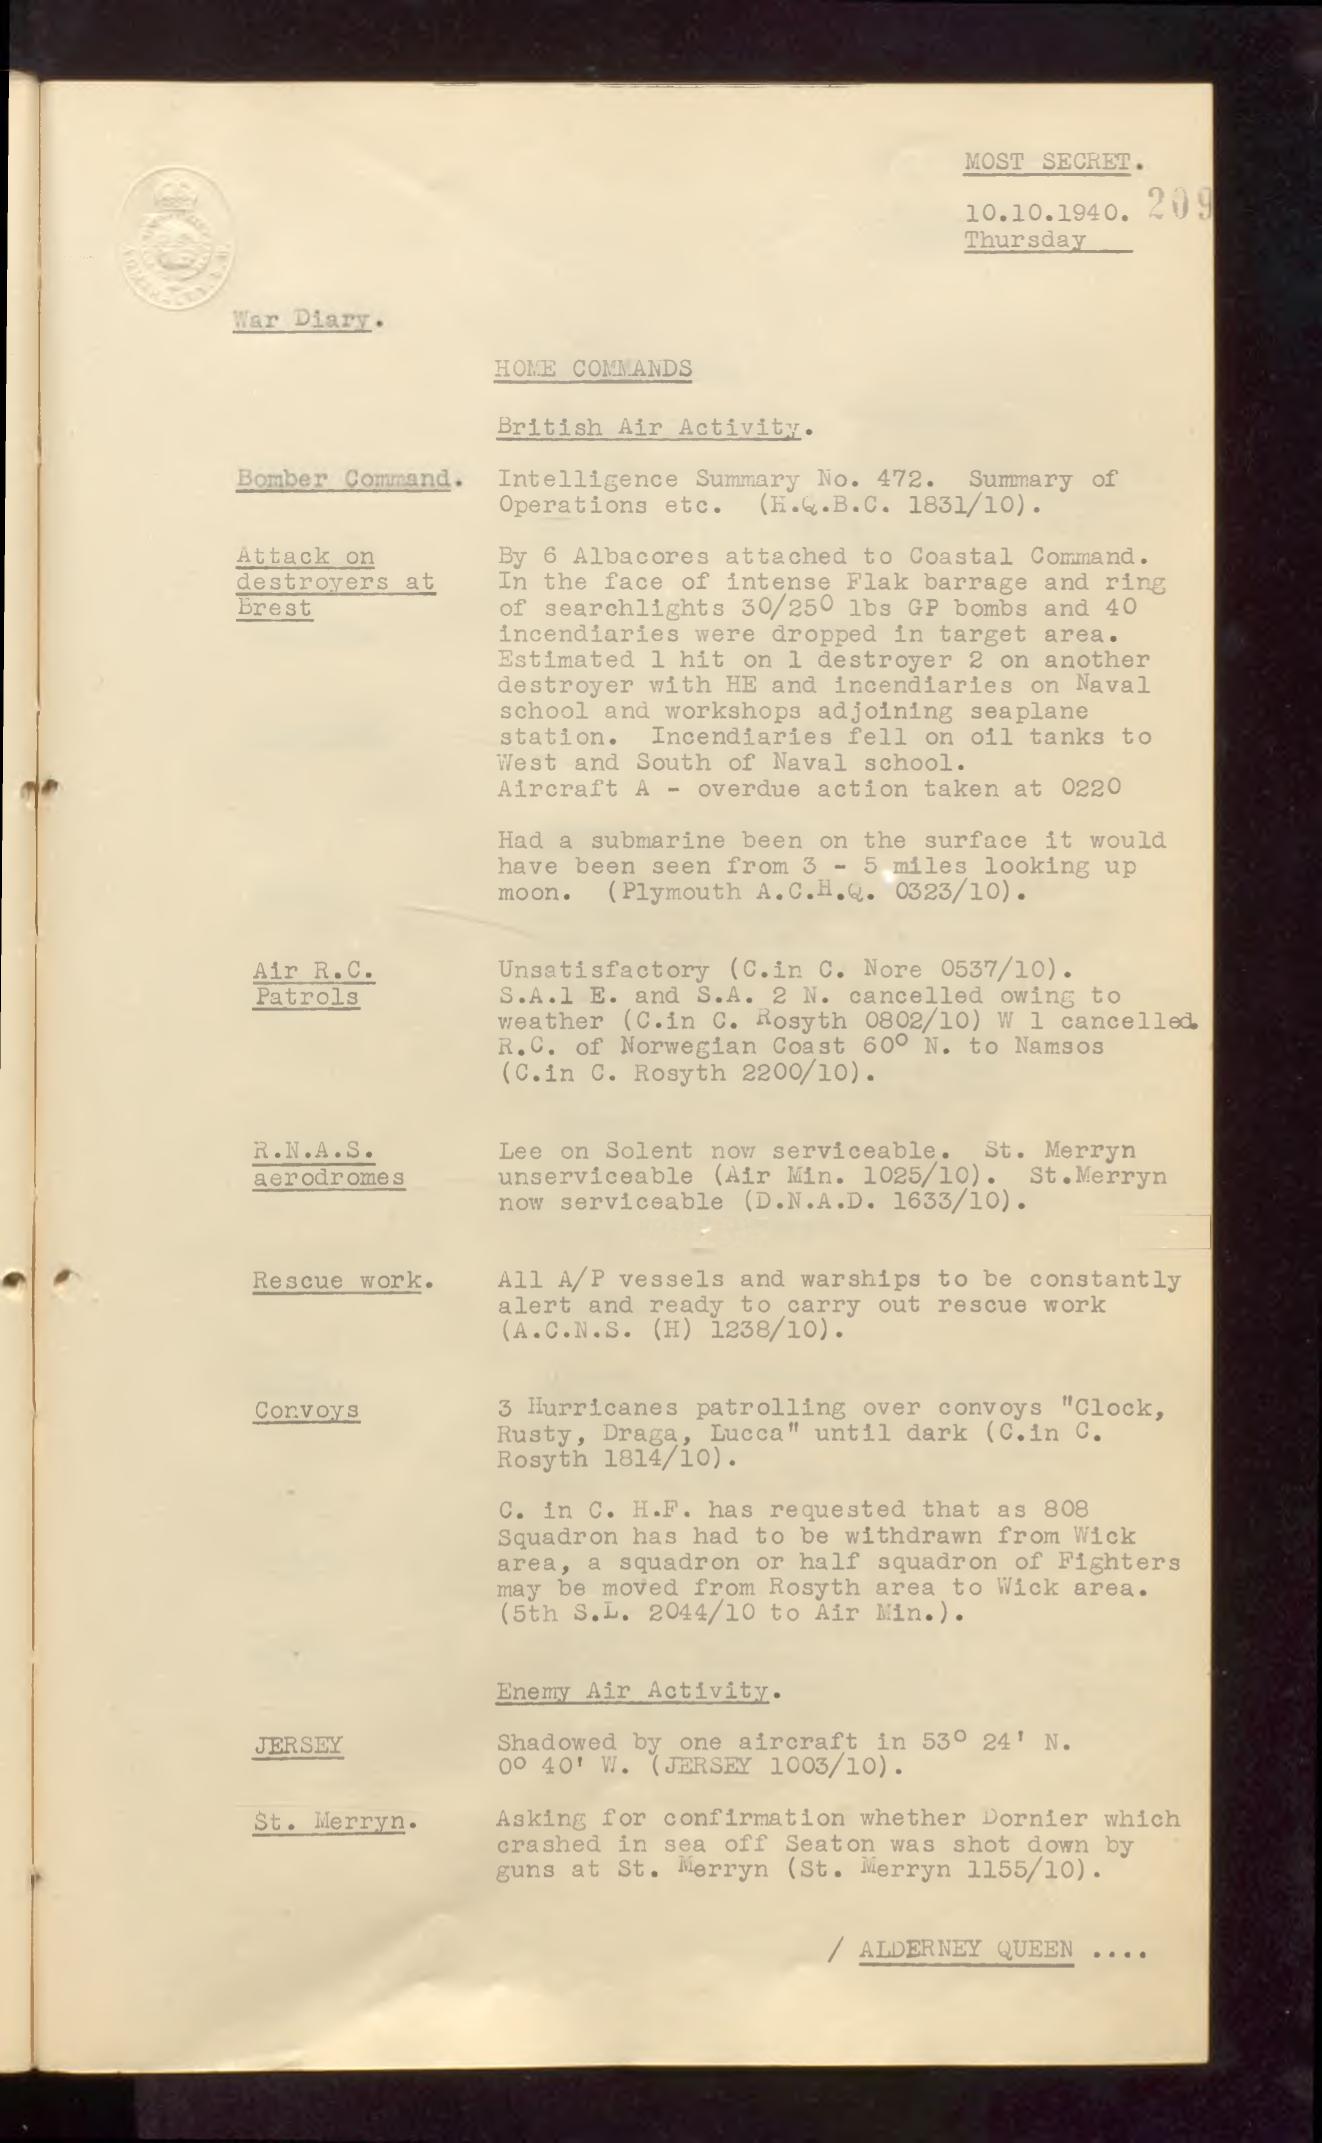 MOST SECRET.
10.10.1940. 209
Thursday
War Diary.
HOME COMMANDS
British Air Activity.
Bomber Command. Intelligence Summary No. 472. Summary of
Operations etc. (H.Q.B.C. 1831/10).
Attack on By 6 Albacores attached to Coastal Command.
destroyers at In the face of intense Flak barrage and ring
Brest of searchlights 30/250 lbs GP bombs and 40
incendiaries were dropped in target area.
Estimated 1 hit on 1 destroyer 2 on another
destroyer with HE and incendiaries on Naval
school and workshops adjoining seaplane
station. Incendiaries fell on oil tanks to
West and South of Naval school.
Aircraft A - overdue action taken at 0220
Had a submarine been on the surface it would
have been seen from 3 - 5 miles looking up
moon. (Plymouth A.C.H.Q. 0323/10).
Air R.C. Unsatisfactory (C.in C. Nore 0537/10).
Patrols S.A.1 E. and S.A. 2 N. cancelled owing to
weather (C.in C. Rosyth 0802/10) W 1 cancelled.
R.C. of Norwegian Coast 60° N. to Namsos
(C.in C. Rosyth 2200/10).
R.N.A.S. Lee on Solent now serviceable. St. Merryn
aerodromes unserviceable (Air Min. 1025/10). St.Merryn
now serviceable (D.N.A.D. 1633/10).
Rescue work. All A/P vessels and warships to be constantly
alert and ready to carry out rescue work
(A.C.N.S. (H) 1238/10).
Convoys 3 Hurricanes patrolling over convoys "Clock,
Rusty, Draga, Lucca" until dark (C.in C.
Rosyth 1814/10).
C. in C. H.F. has requested that as 808
Squadron has had to be withdrawn from Wick
area, a squadron or half squadron of Fighters
may be moved from Rosyth area to Wick area.
(5th S.L. 2044/10 to Air Min.).
Enemy Air Activity.
JERSEY Shadowed by one aircraft in 53° 24' N.
0° 40' W. (JERSEY 1003/10).
St. Merryn. Asking for confirmation whether Dornier which
crashed in sea off Seaton was shot down by
guns at St. Merryn (St. Merryn 1155/10).
/ ALDERNEY QUEEN ....